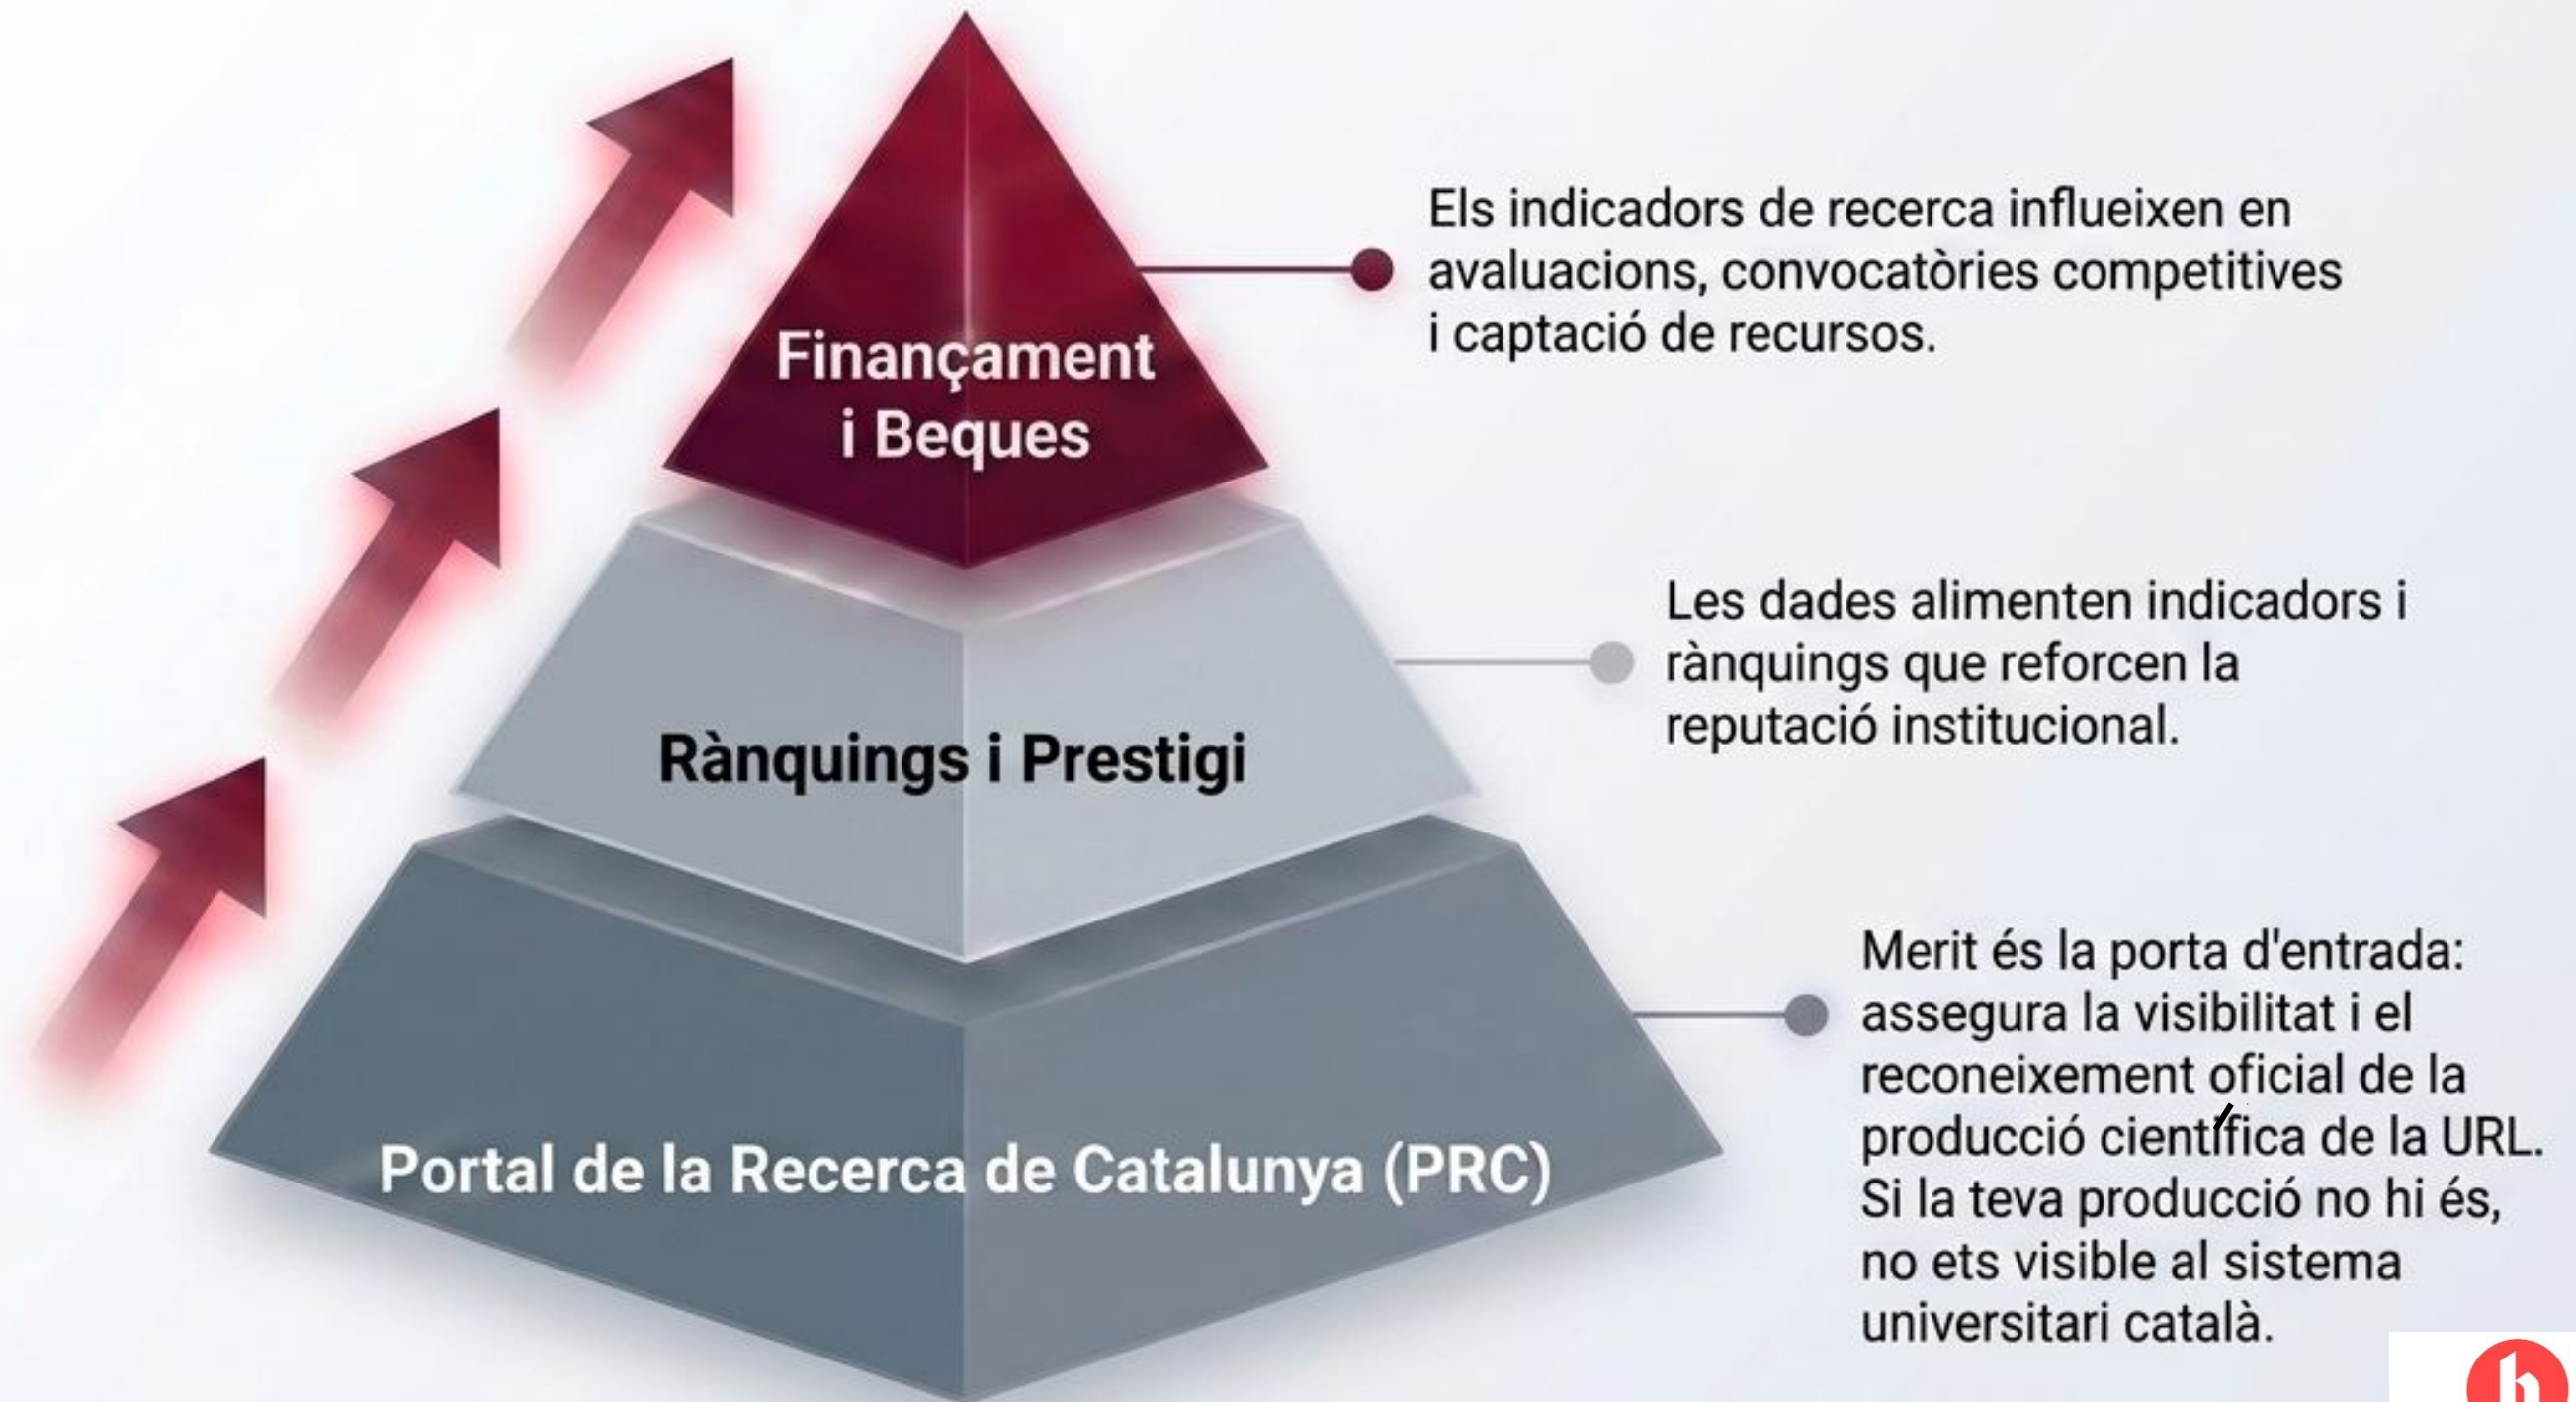 Finançament
i Beques
Els indicadors de recerca influeixen en
avaluacions, convocatòries competitives
i captació de recursos.
Rànquings i Prestigi
Les dades alimenten indicadors i
rànquings que reforcen la
reputació institucional.
Portal de la Recerca de Catalunya (PRC)
Merit és la porta d'entrada:
assegura la visibilitat i el
reconeixement oficial de la
producció científica de la URL.
Si la teva producció no hi és,
no ets visible al sistema
universitari català.